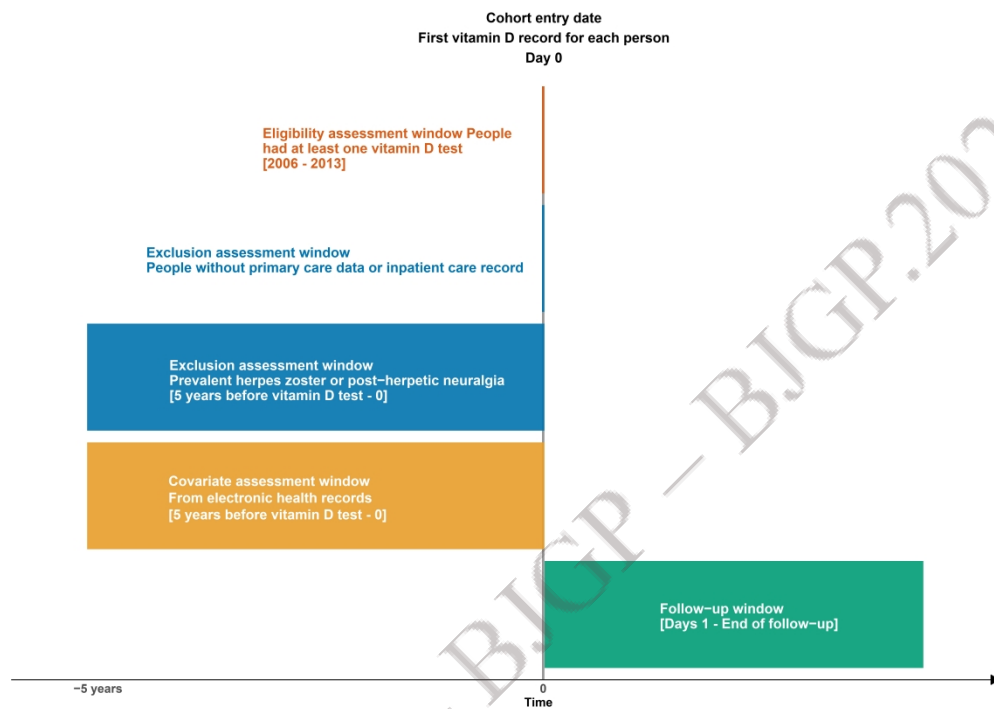 Cohort entry date
First vitamin D record for each person
Day 0
Eligibility assessment window People
had at least one vitamin D test
[2006 - 2013]
Exclusion assessment window
People without primary care data or inpatient care record
Exclusion assessment window
Prevalent herpes zoster or post−herpetic neuralgia
[5 years before vitamin D test - 0]
Covariate assessment window
From electronic health records
[5 years before vitamin D test - 0]
Follow−up window
[Days 1 - End of follow−up]
−5 years
0
Time
BJGP – BJGP.202